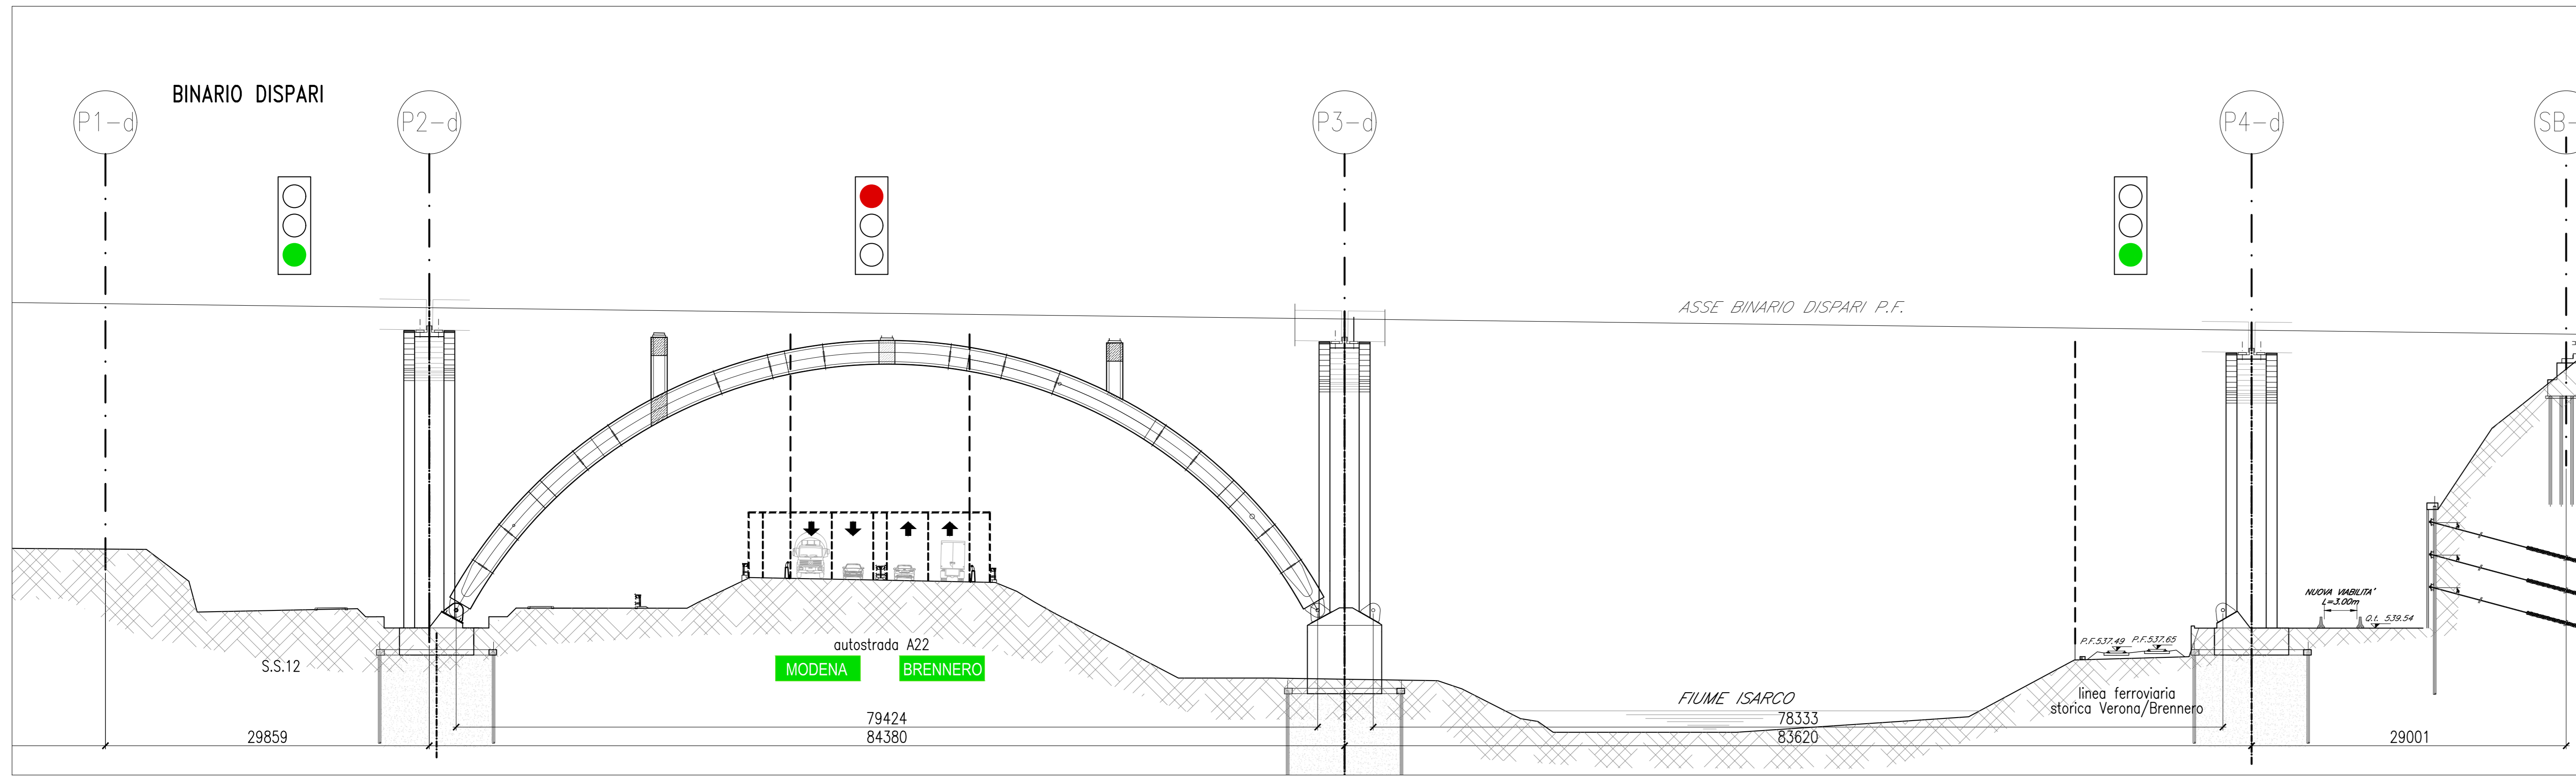 BINARIO DISPARI
P1-d
P2-d
P3-d
P4-d
SB-
ASSE BINARIO DISPARI P.F.
NUOVA VIABILITA'
L=3.00m
Q.t. 539.54
P.F.537.49
P.F.537.65
autostrada A22
S.S.12
MODENA
BRENNERO
FIUME ISARCO
linea ferroviaria
storica Verona/Brennero
79424
78333
29859
84380
83620
29001